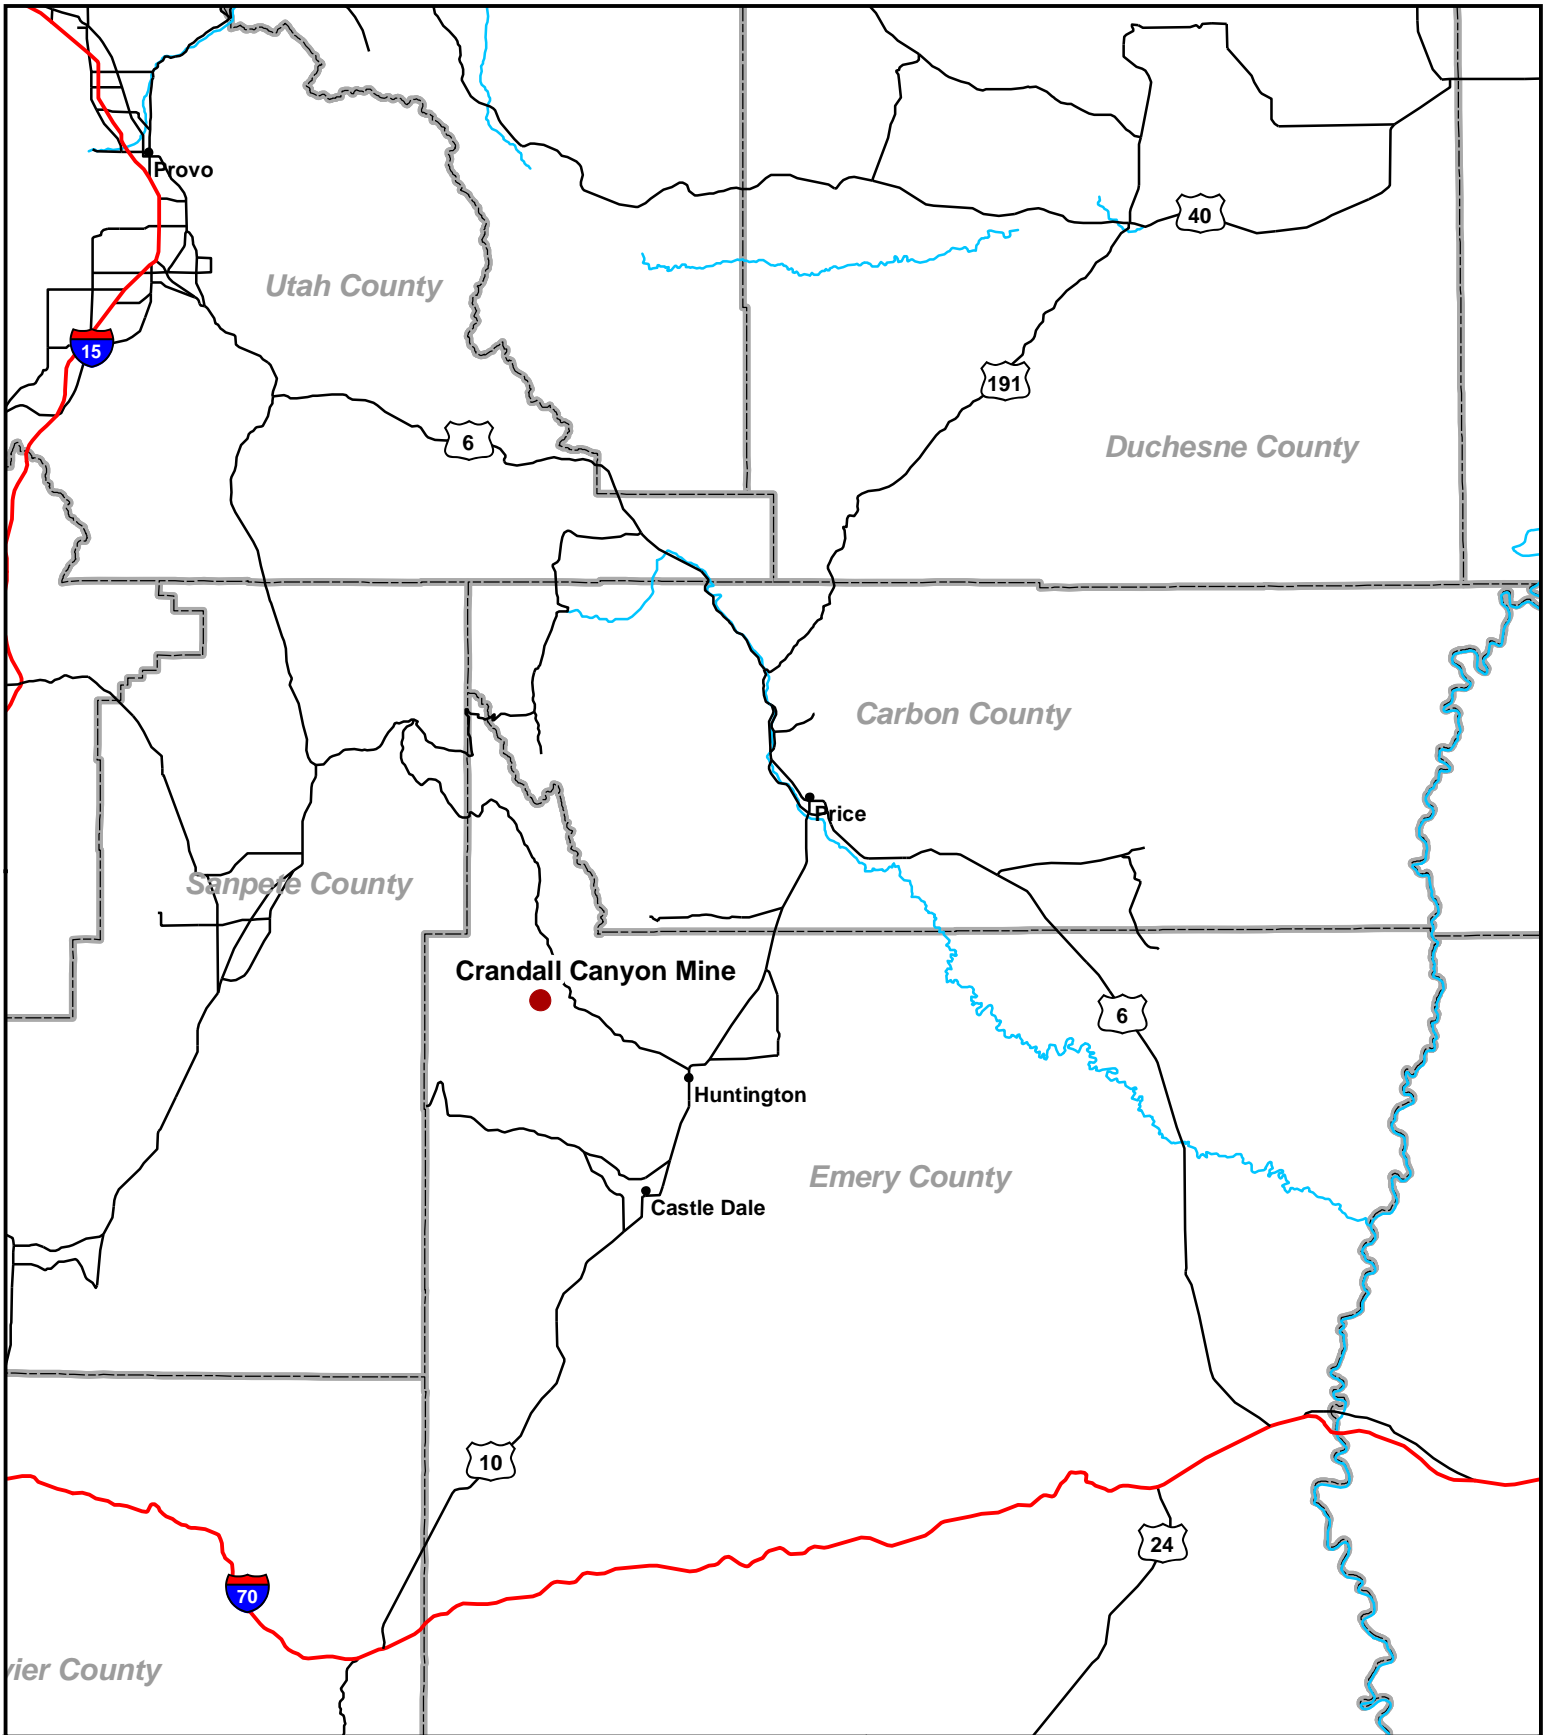 Provo
40
Utah County
15
191
6
Duchesne County
Carbon County
Price
Sanpete County
Crandall Canyon Mine
6
Huntington
Emery County
Castle Dale
10
24
70
vier County